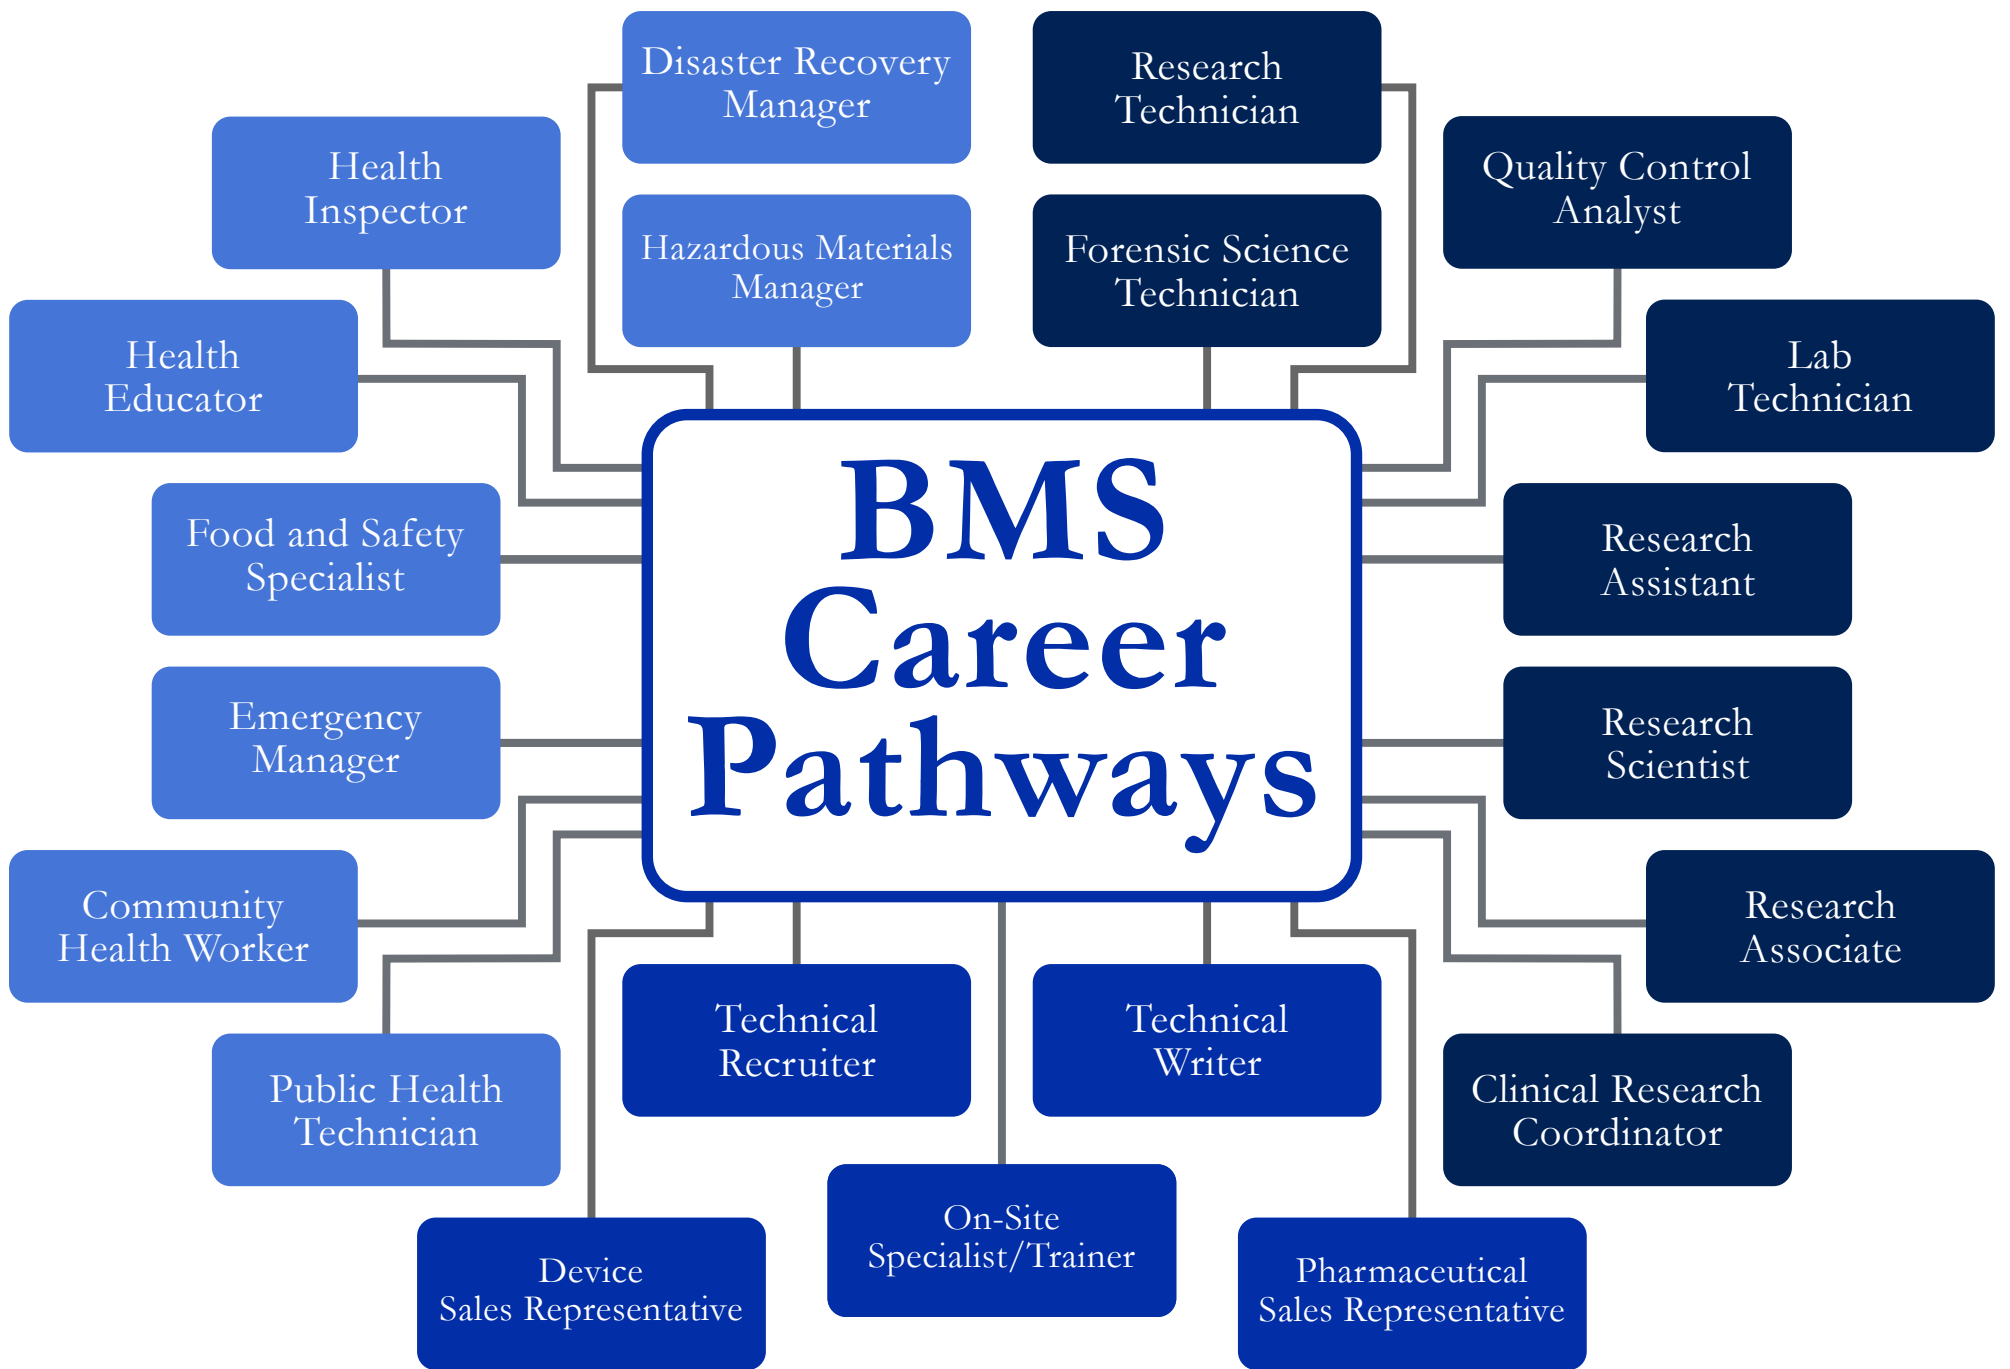 Disaster Recovery
Manager
Research
Technician
Health
Inspector
Quality Control
Analyst
Hazardous Materials
Manager
Forensic Science
Technician
Health
Educator
Lab
Technician
BMS
Career
Pathways
Food and Safety
Specialist
Research
Assistant
Emergency
Manager
Research
Scientist
Community
Health Worker
Research
Associate
Technical
Recruiter
Technical
Writer
Public Health
Technician
Clinical Research
Coordinator
On-Site
Specialist/Trainer
Device
Sales Representative
Pharmaceutical
Sales Representative